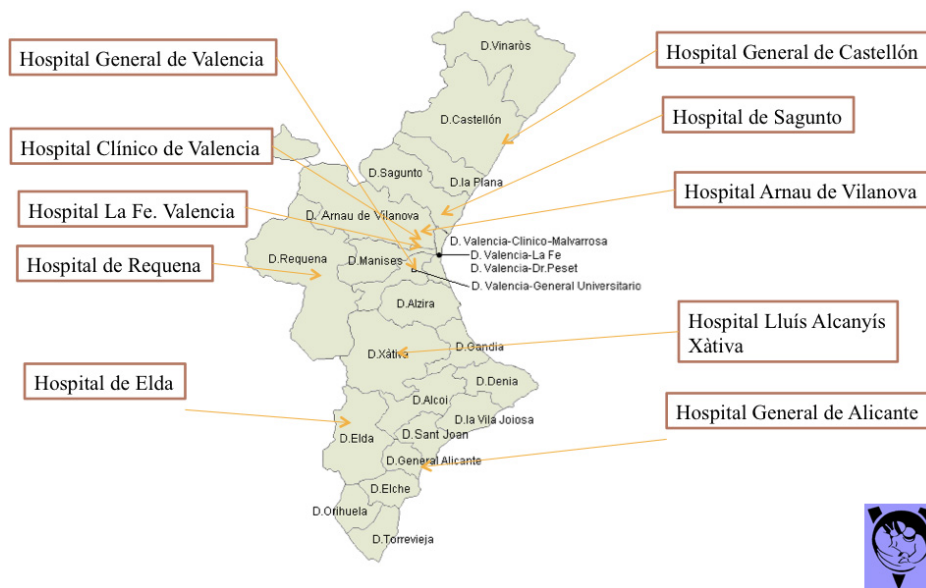 D.Vinaròs
Hospital General de Valencia
Hospital General de Castellón
D.Castellón
Hospital de Sagunto
Hospital Clínico de Valencia
D.Sagunto
D.la Plana
Hospital Arnau de Vilanova
Hospital La Fe. Valencia
D. Arnau de Vilanova
D. Valencia-Clinico-Malvarrosa
D. Valencia-La Fe
Hospital de Requena
D.Requena
D.Manises
D.
D. Valencia-Dr.Peset
D. Valencia-General Universitario
D.Alzira
Hospital Lluís Alcanyís
Xàtiva
D.Xàtiva
D.Gandia
Hospital de Elda
D.Denia
D.Alcoi
D.la Vila Joiosa
Hospital General de Alicante
D.Elda
D.Sant Joan
D.General Alicante
D.Elche
D.Orihuela
D.Torrevieja